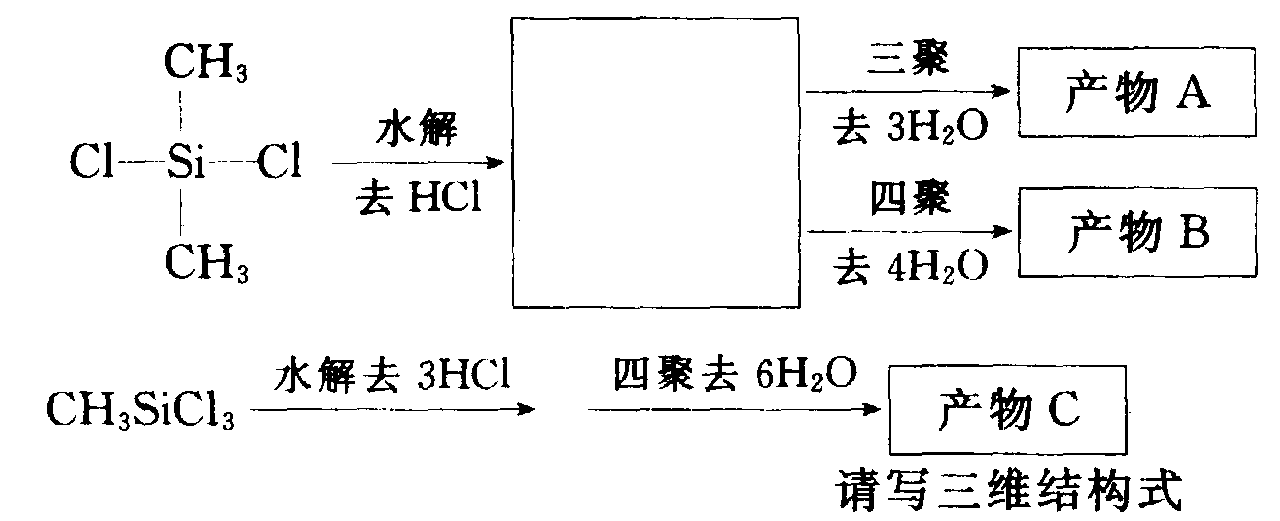 CH₃
Cl—Si—Cl
CH₃
水解
去 HCl
三聚
去 3H₂O
产物 A
四聚
去 4H₂O
产物 B
CH₃SiCl₃
水解去 3HCl
四聚去 6H₂O
产物 C
请写三维结构式